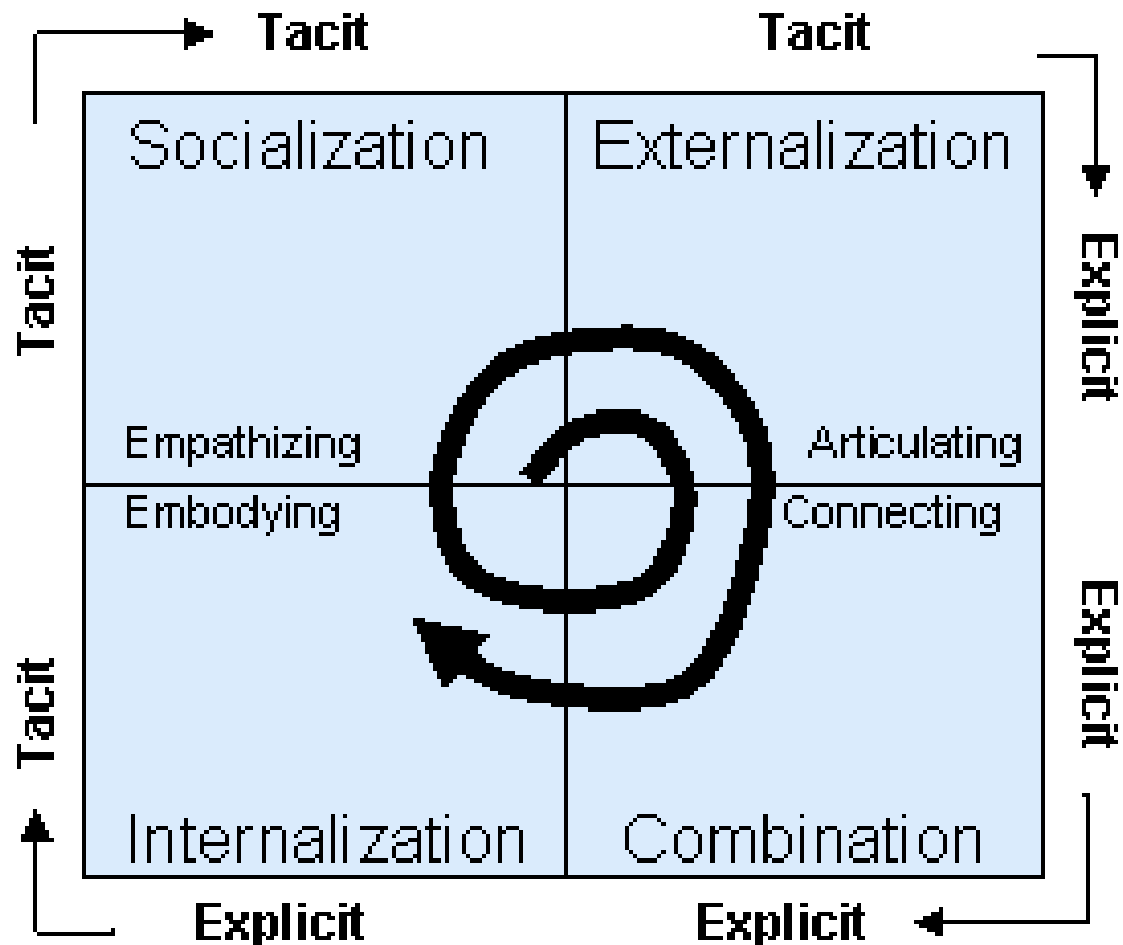 Tacit
Tacit
Socialization
Externalization
Tacit
Explicit
Empathizing
Articulating
Embodying
Connecting
Tacit
Explicit
Internalization
Combination
Explicit
Explicit